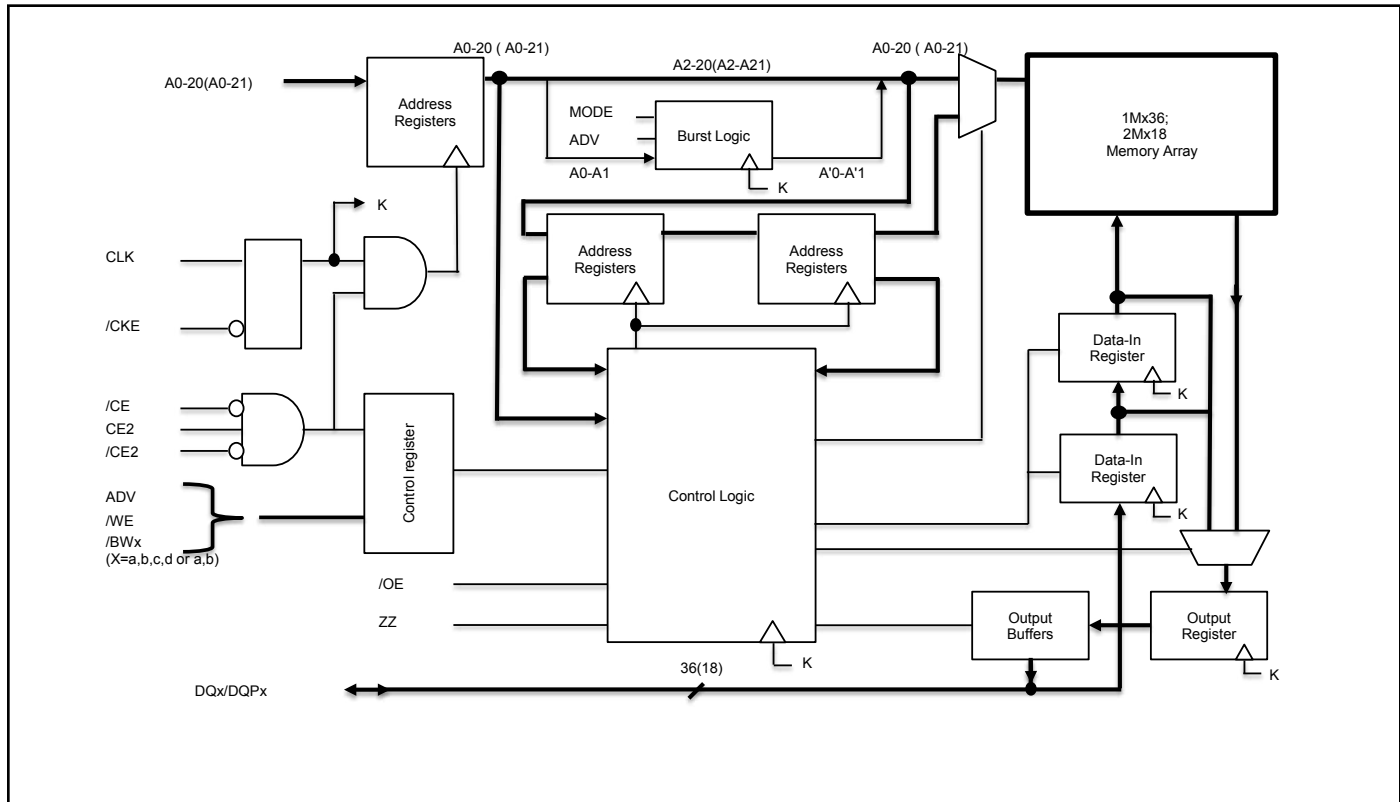 A0-20 ( A0-21)
A2-20(A2-A21)
A0-20 ( A0-21)
A0-20(A0-21)
Address
Registers
MODE
ADV
Burst Logic
A0-A1
A'0-A'1
K
1Mx36;
2Mx18
Memory Array
K
CLK
/CKE
Address
Registers
Address
Registers
Data-In
Register
K
/CE
CE2
/CE2
Control register
Control Logic
Data-In
Register
K
ADV
/WE
/BWx
(X=a,b,c,d or a,b)
/OE
ZZ
K
Output
Buffers
Output
Register
K
36(18)
DQx/DQPx